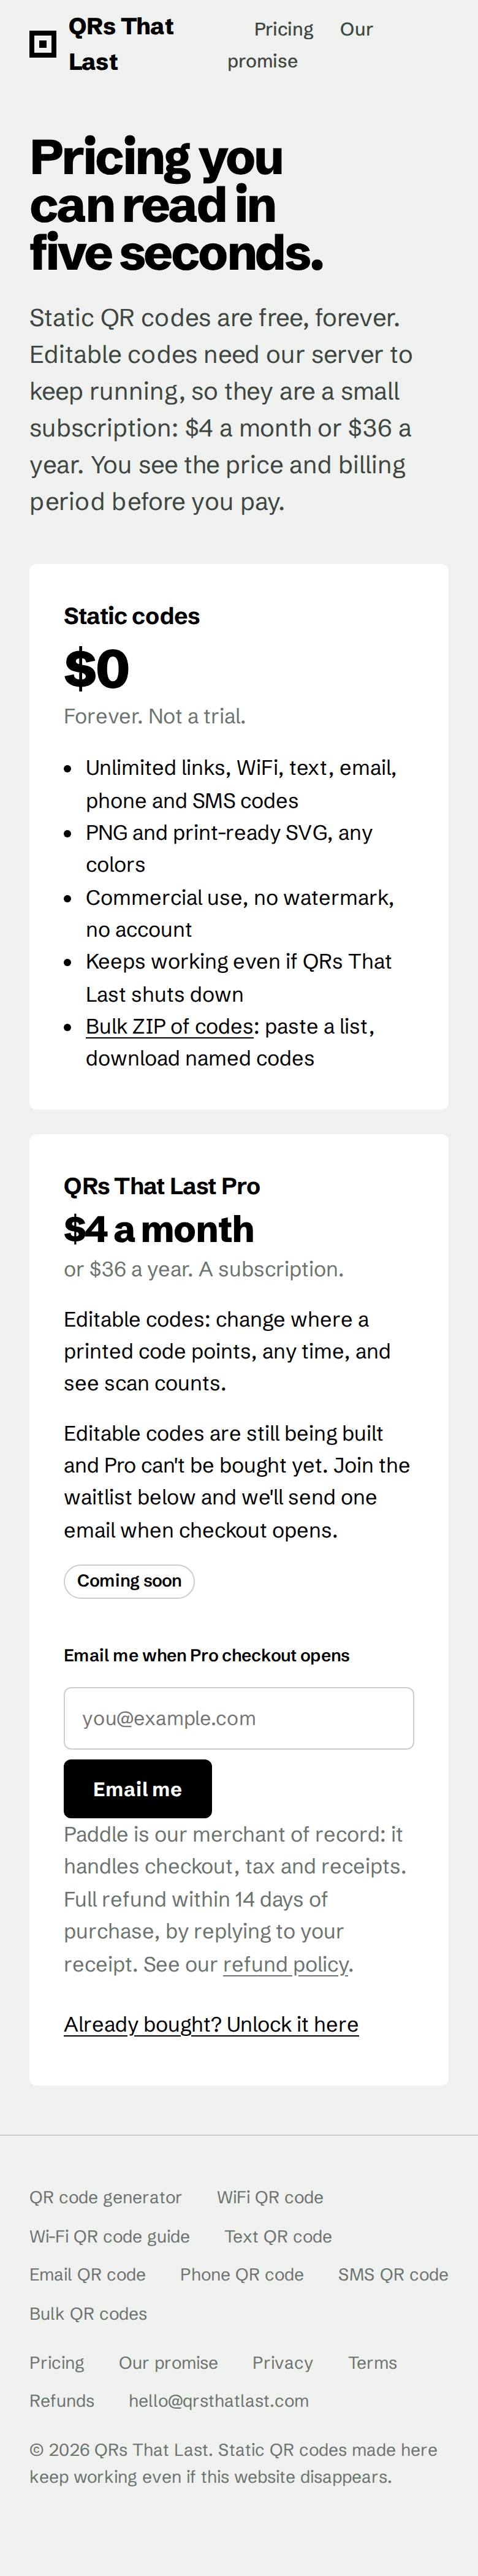 QRs That
Last
Pricing Our
promise
Pricing you
can read in
five seconds.
Static QR codes are free, forever.
Editable codes need our server to
keep running, so they are a small
subscription: $4 a month or $36 a
year. You see the price and billing
period before you pay.
Static codes
$0
Forever. Not a trial.
• Unlimited links, WiFi, text, email,
phone and SMS codes
• PNG and print-ready SVG, any
colors
• Commercial use, no watermark,
no account
• Keeps working even if QRs That
Last shuts down
• Bulk ZIP of codes: paste a list,
download named codes
QRs That Last Pro
$4 a month
or $36 a year. A subscription.
Editable codes: change where a
printed code points, any time, and
see scan counts.
Editable codes are still being built
and Pro can't be bought yet. Join the
waitlist below and we'll send one
email when checkout opens.
Coming soon
Email me when Pro checkout opens
you@example.com
Email me
Paddle is our merchant of record: it
handles checkout, tax and receipts.
Full refund within 14 days of
purchase, by replying to your
receipt. See our refund policy.
Already bought? Unlock it here
QR code generator WiFi QR code
Wi-Fi QR code guide Text QR code
Email QR code Phone QR code SMS QR code
Bulk QR codes
Pricing Our promise Privacy Terms
Refunds hello@qrsthatlast.com
© 2026 QRs That Last. Static QR codes made here
keep working even if this website disappears.